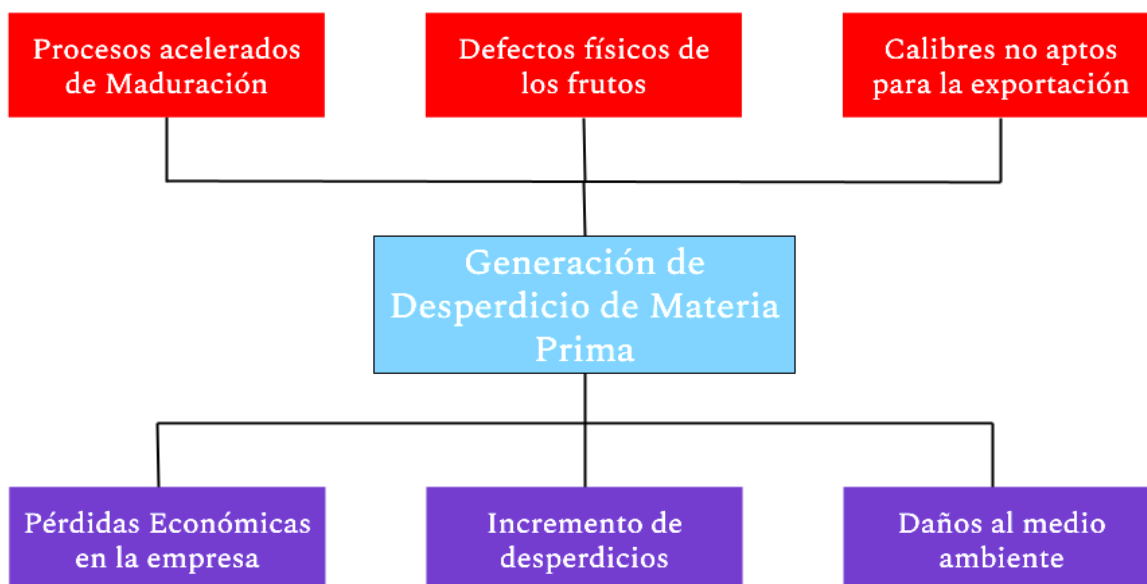 Procesos acelerados
de Maduración
Defectos físicos de
los frutos
Calibres no aptos
para la exportación
Generación de
Desperdicio de Materia
Prima
Pérdidas Económicas
en la empresa
Incremento de
desperdicios
Daños al medio
ambiente